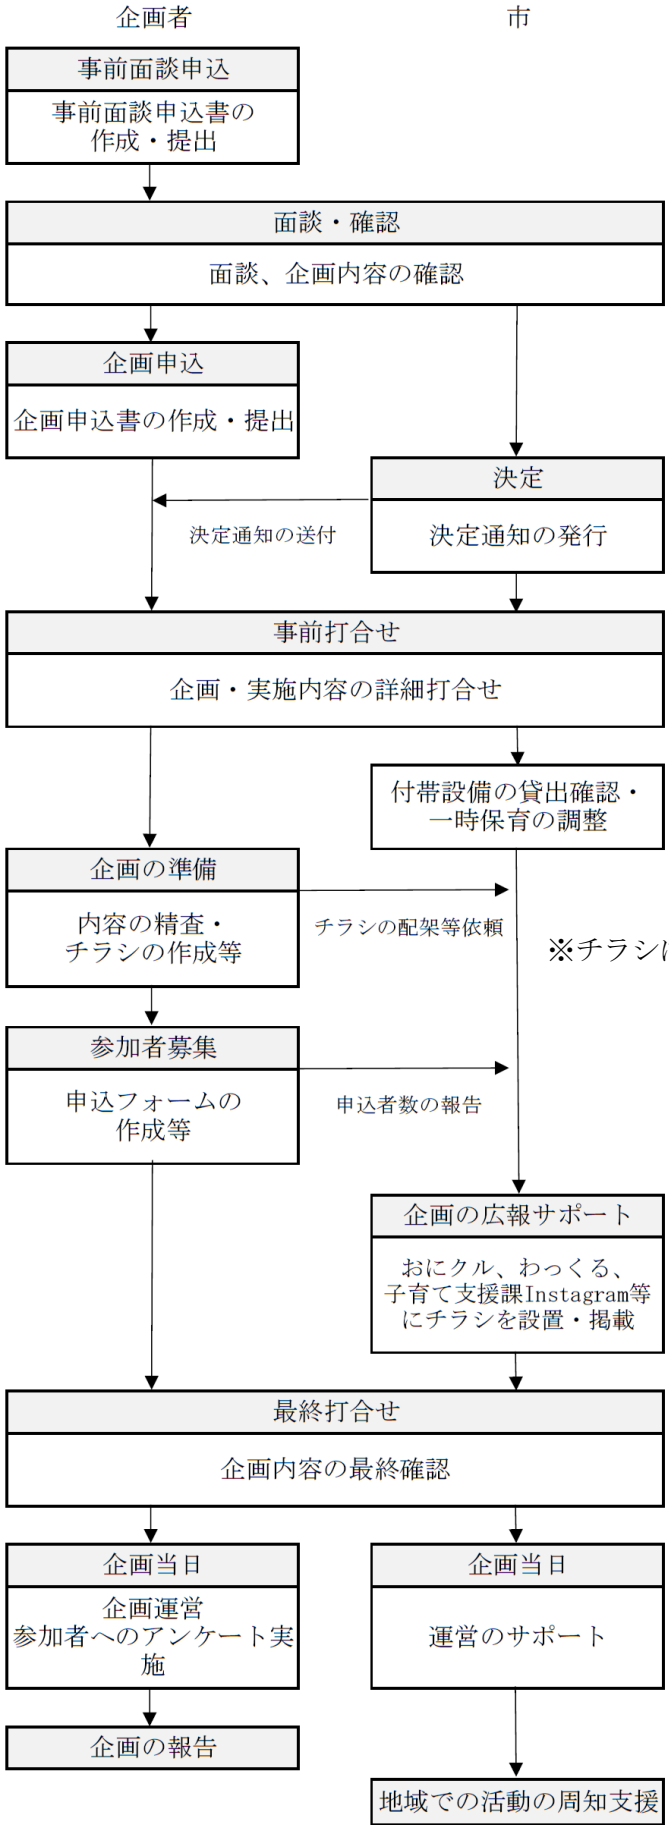 企画者
市
事前面談申込
事前面談申込書の
作成・提出
面談・確認
面談、企画内容の確認
企画申込
企画申込書の作成・提出
決定
決定通知の送付
決定通知の発行
事前打合せ
企画・実施内容の詳細打合せ
付帯設備の貸出確認・
一時保育の調整
企画の準備
内容の精査・
チラシの作成等
チラシの配架等依頼
※チラシは
参加者募集
申込フォームの
作成等
申込者数の報告
企画の広報サポート
おにクル、わっくる、
子育て支援課Instagram等
にチラシを設置・掲載
最終打合せ
企画内容の最終確認
企画当日
企画運営
参加者へのアンケート実
施
企画当日
運営のサポート
企画の報告
地域での活動の周知支援